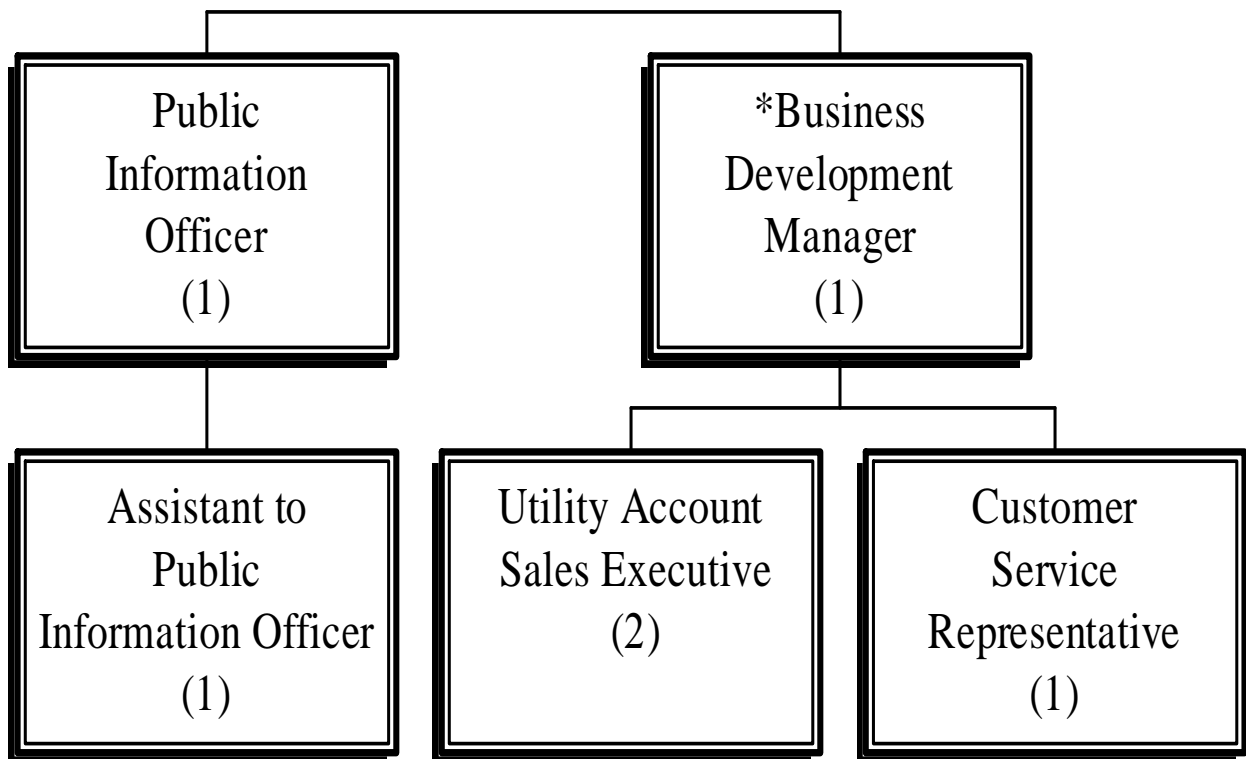 Public
Information
Officer
(1)
*Business
Development
Manager
(1)
Assistant to
Public
Information Officer
(1)
Utility Account
Sales Executive
(2)
Customer
Service
Representative
(1)